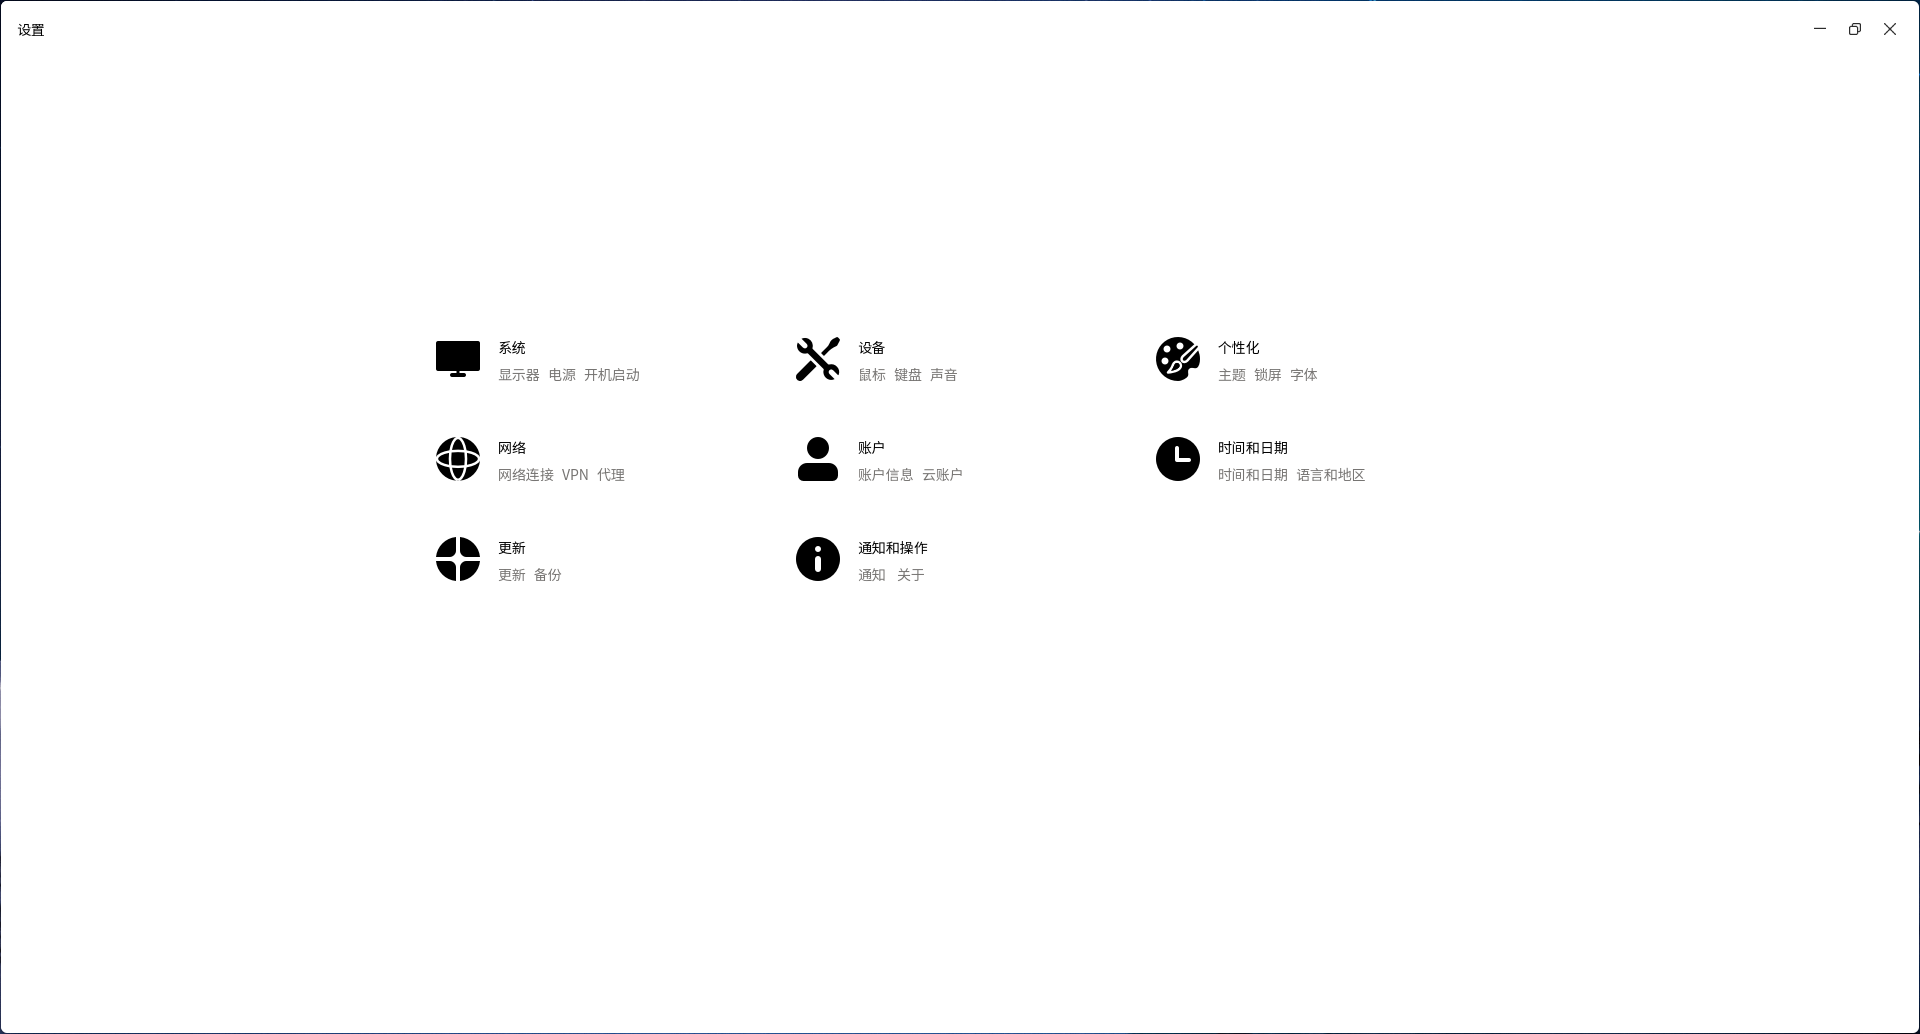 设置
系统
显示器 电源 开机启动
设备
鼠标 键盘 声音
个性化
主题 锁屏 字体
网络
网络连接 VPN 代理
账户
账户信息 云账户
时间和日期
时间和日期 语言和地区
更新
更新 备份
通知和操作
通知 关于